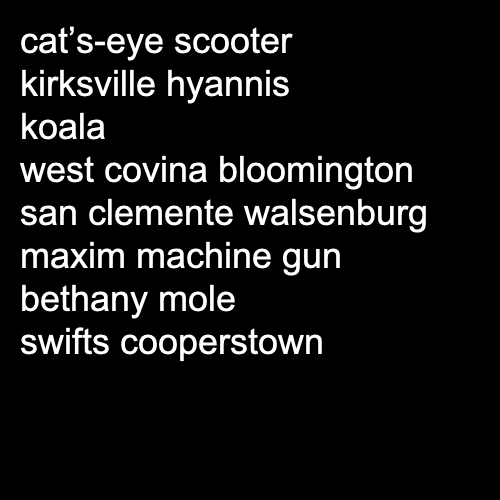 cat’s-eye scooter
kirksville hyannis
koala
west covina bloomington
san clemente walsenburg
maxim machine gun
bethany mole
swifts cooperstown